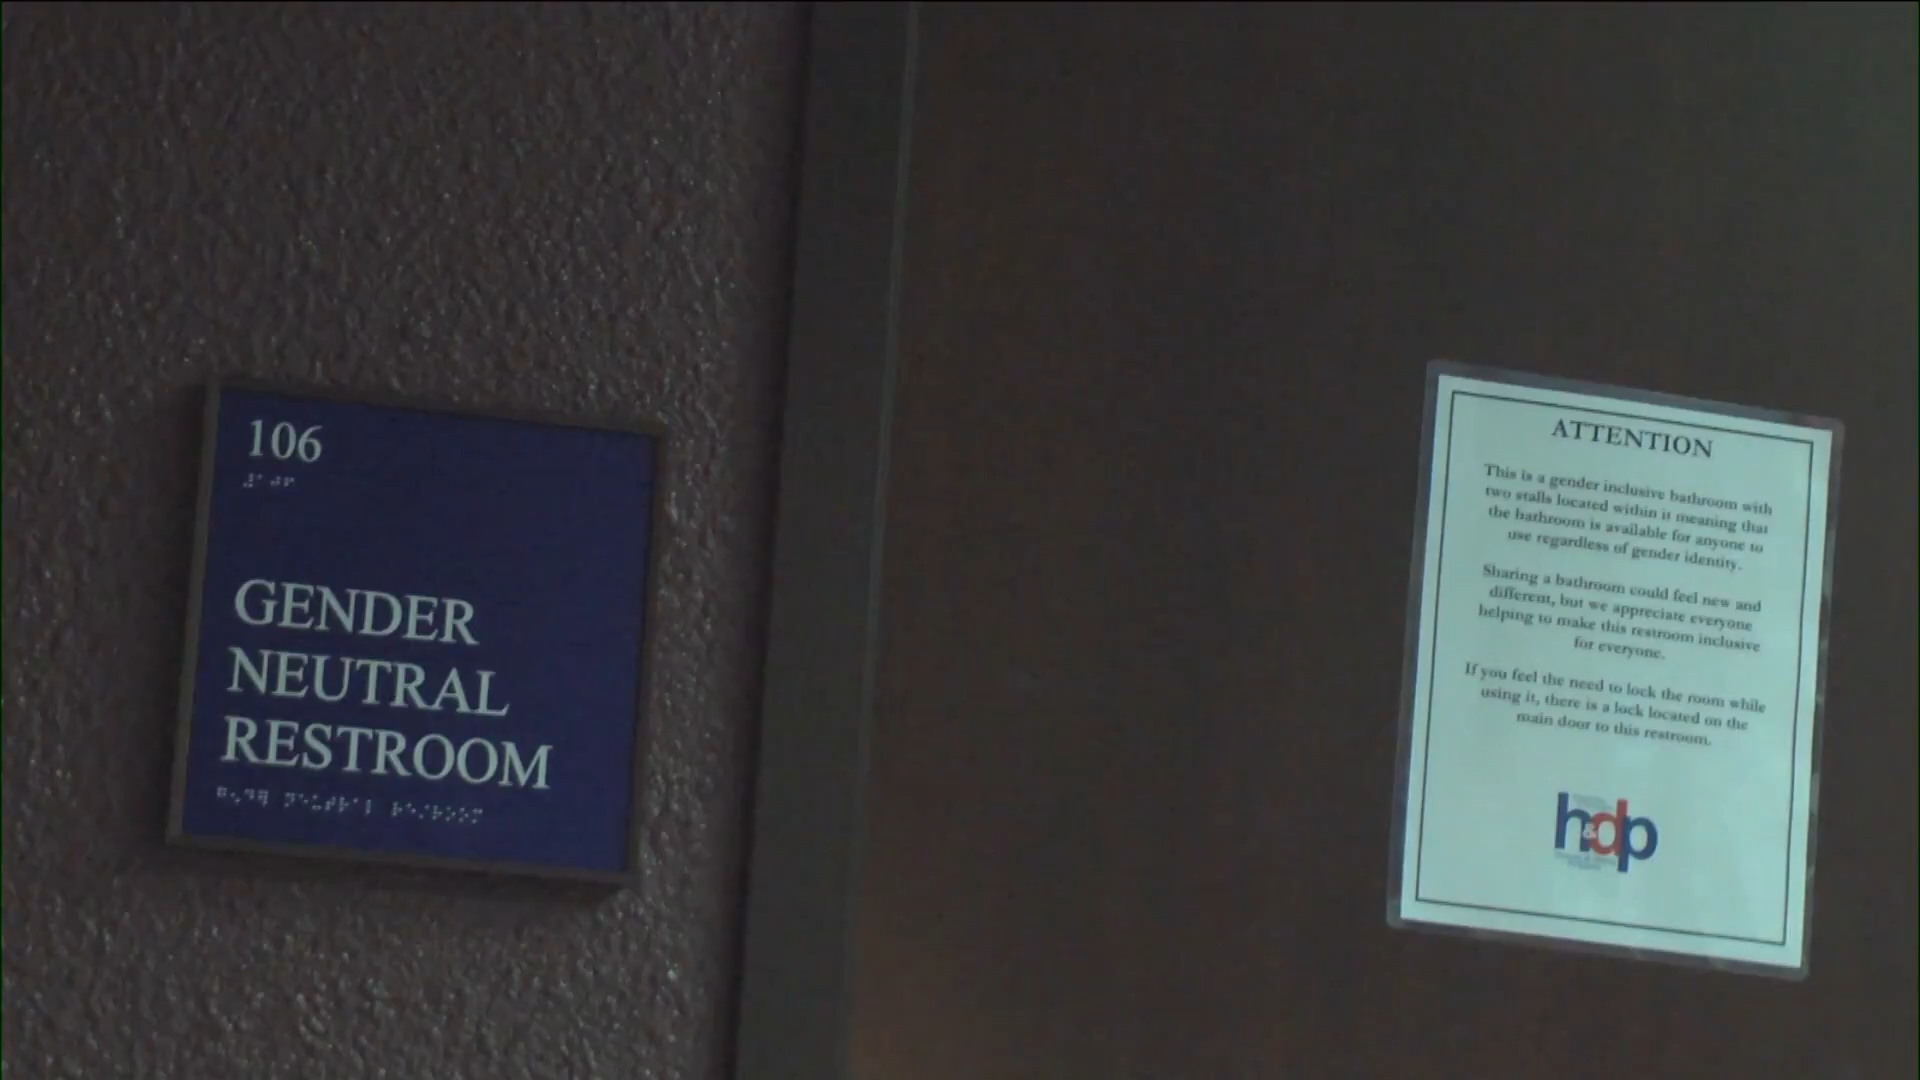 106
GENDER
NEUTRAL
RESTROOM
ATTENTION
This is a gender inclusive bathroom with
two stalls located within it meaning that
the bathroom is available for anyone to
use regardless of gender identity.
Sharing a bathroom could feel new and
different, but we appreciate everyone
helping to make this restroom inclusive
for everyone.
If you feel the need to lock the room while
using it, there is a lock located on the
main door to this restroom.
h&dp